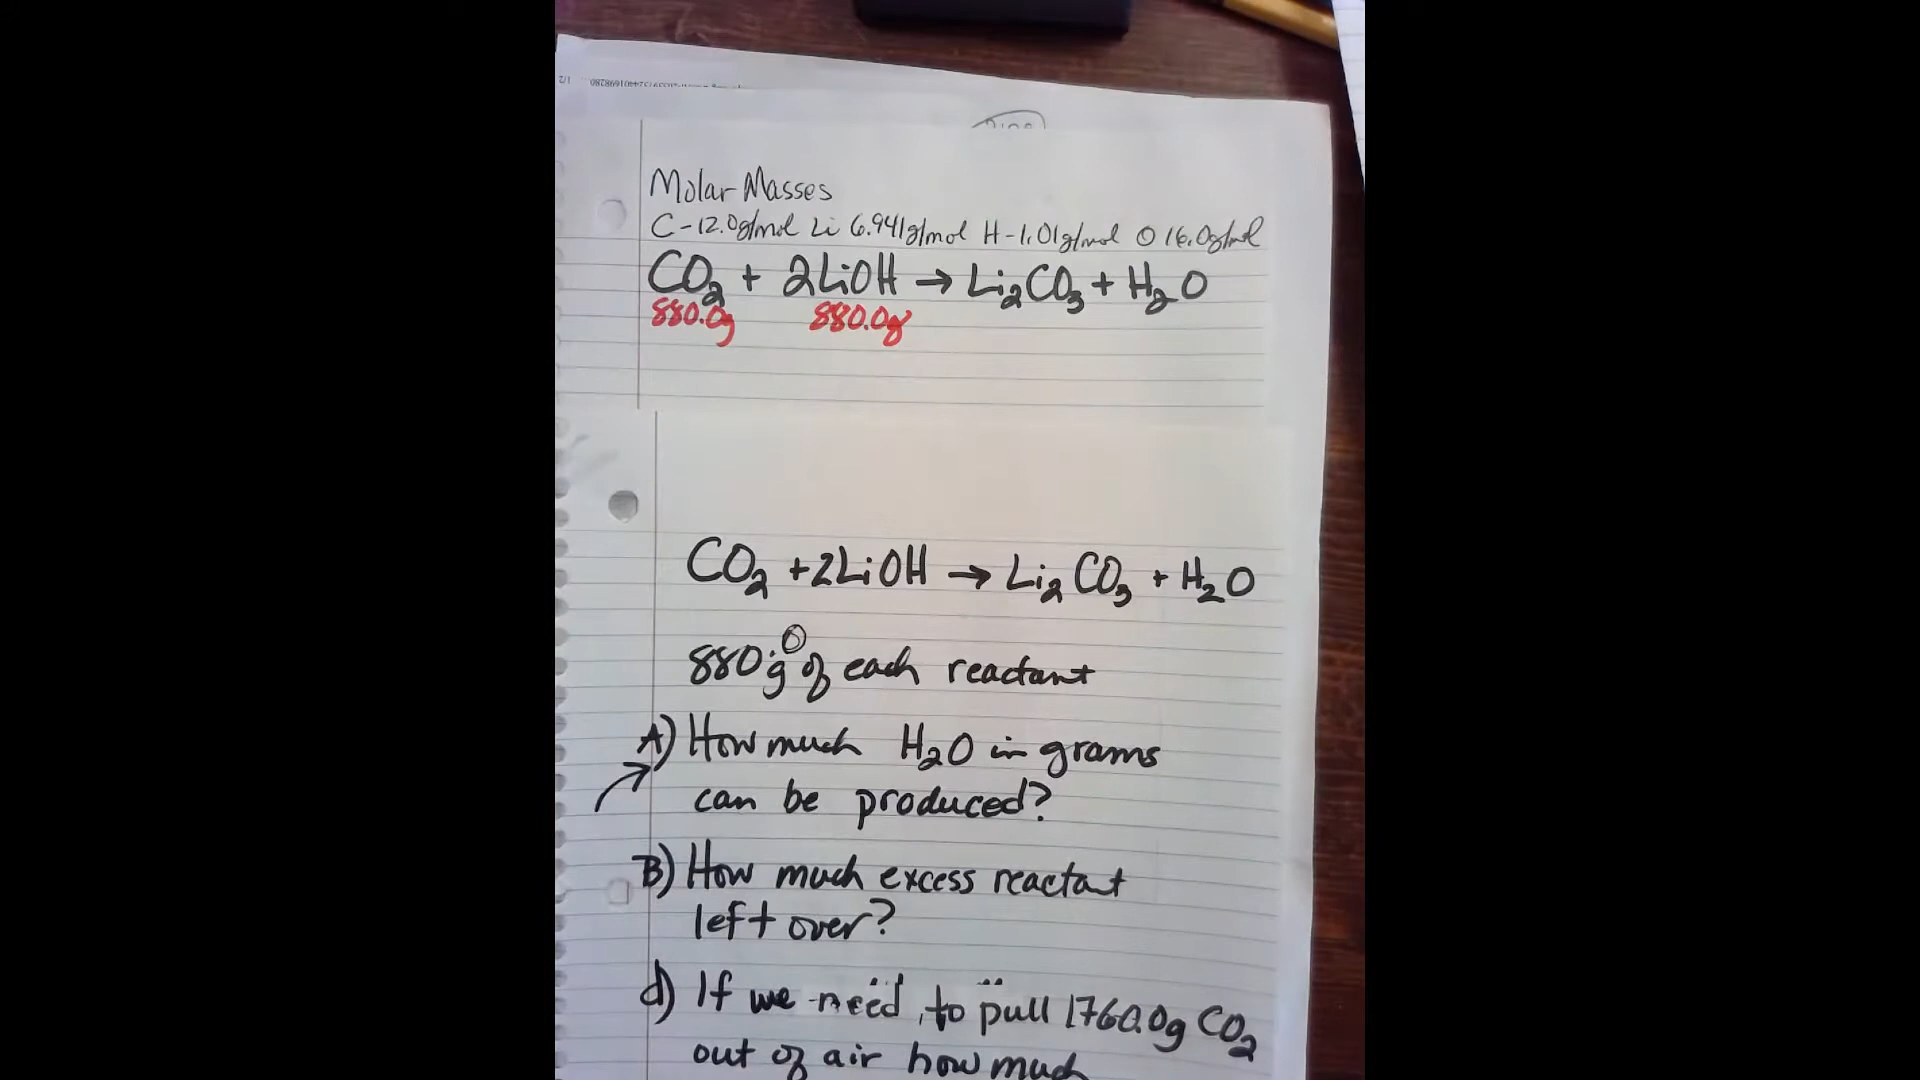 1/2
Molar Masses
C-12.0g/mol Li 6.941g/mol H-1.01g/mol O 16.0g/mol
CO₂ + 2LiOH → Li₂CO₃ + H₂O
880.0g 880.0g
CO₂ +2LiOH → Li₂CO₃ + H₂O
880.0g of each reactant
A) How much H₂O in grams
can be produced?
B) How much excess reactant
left over?
d) If we need to pull 1760.0g CO₂
out of air how much